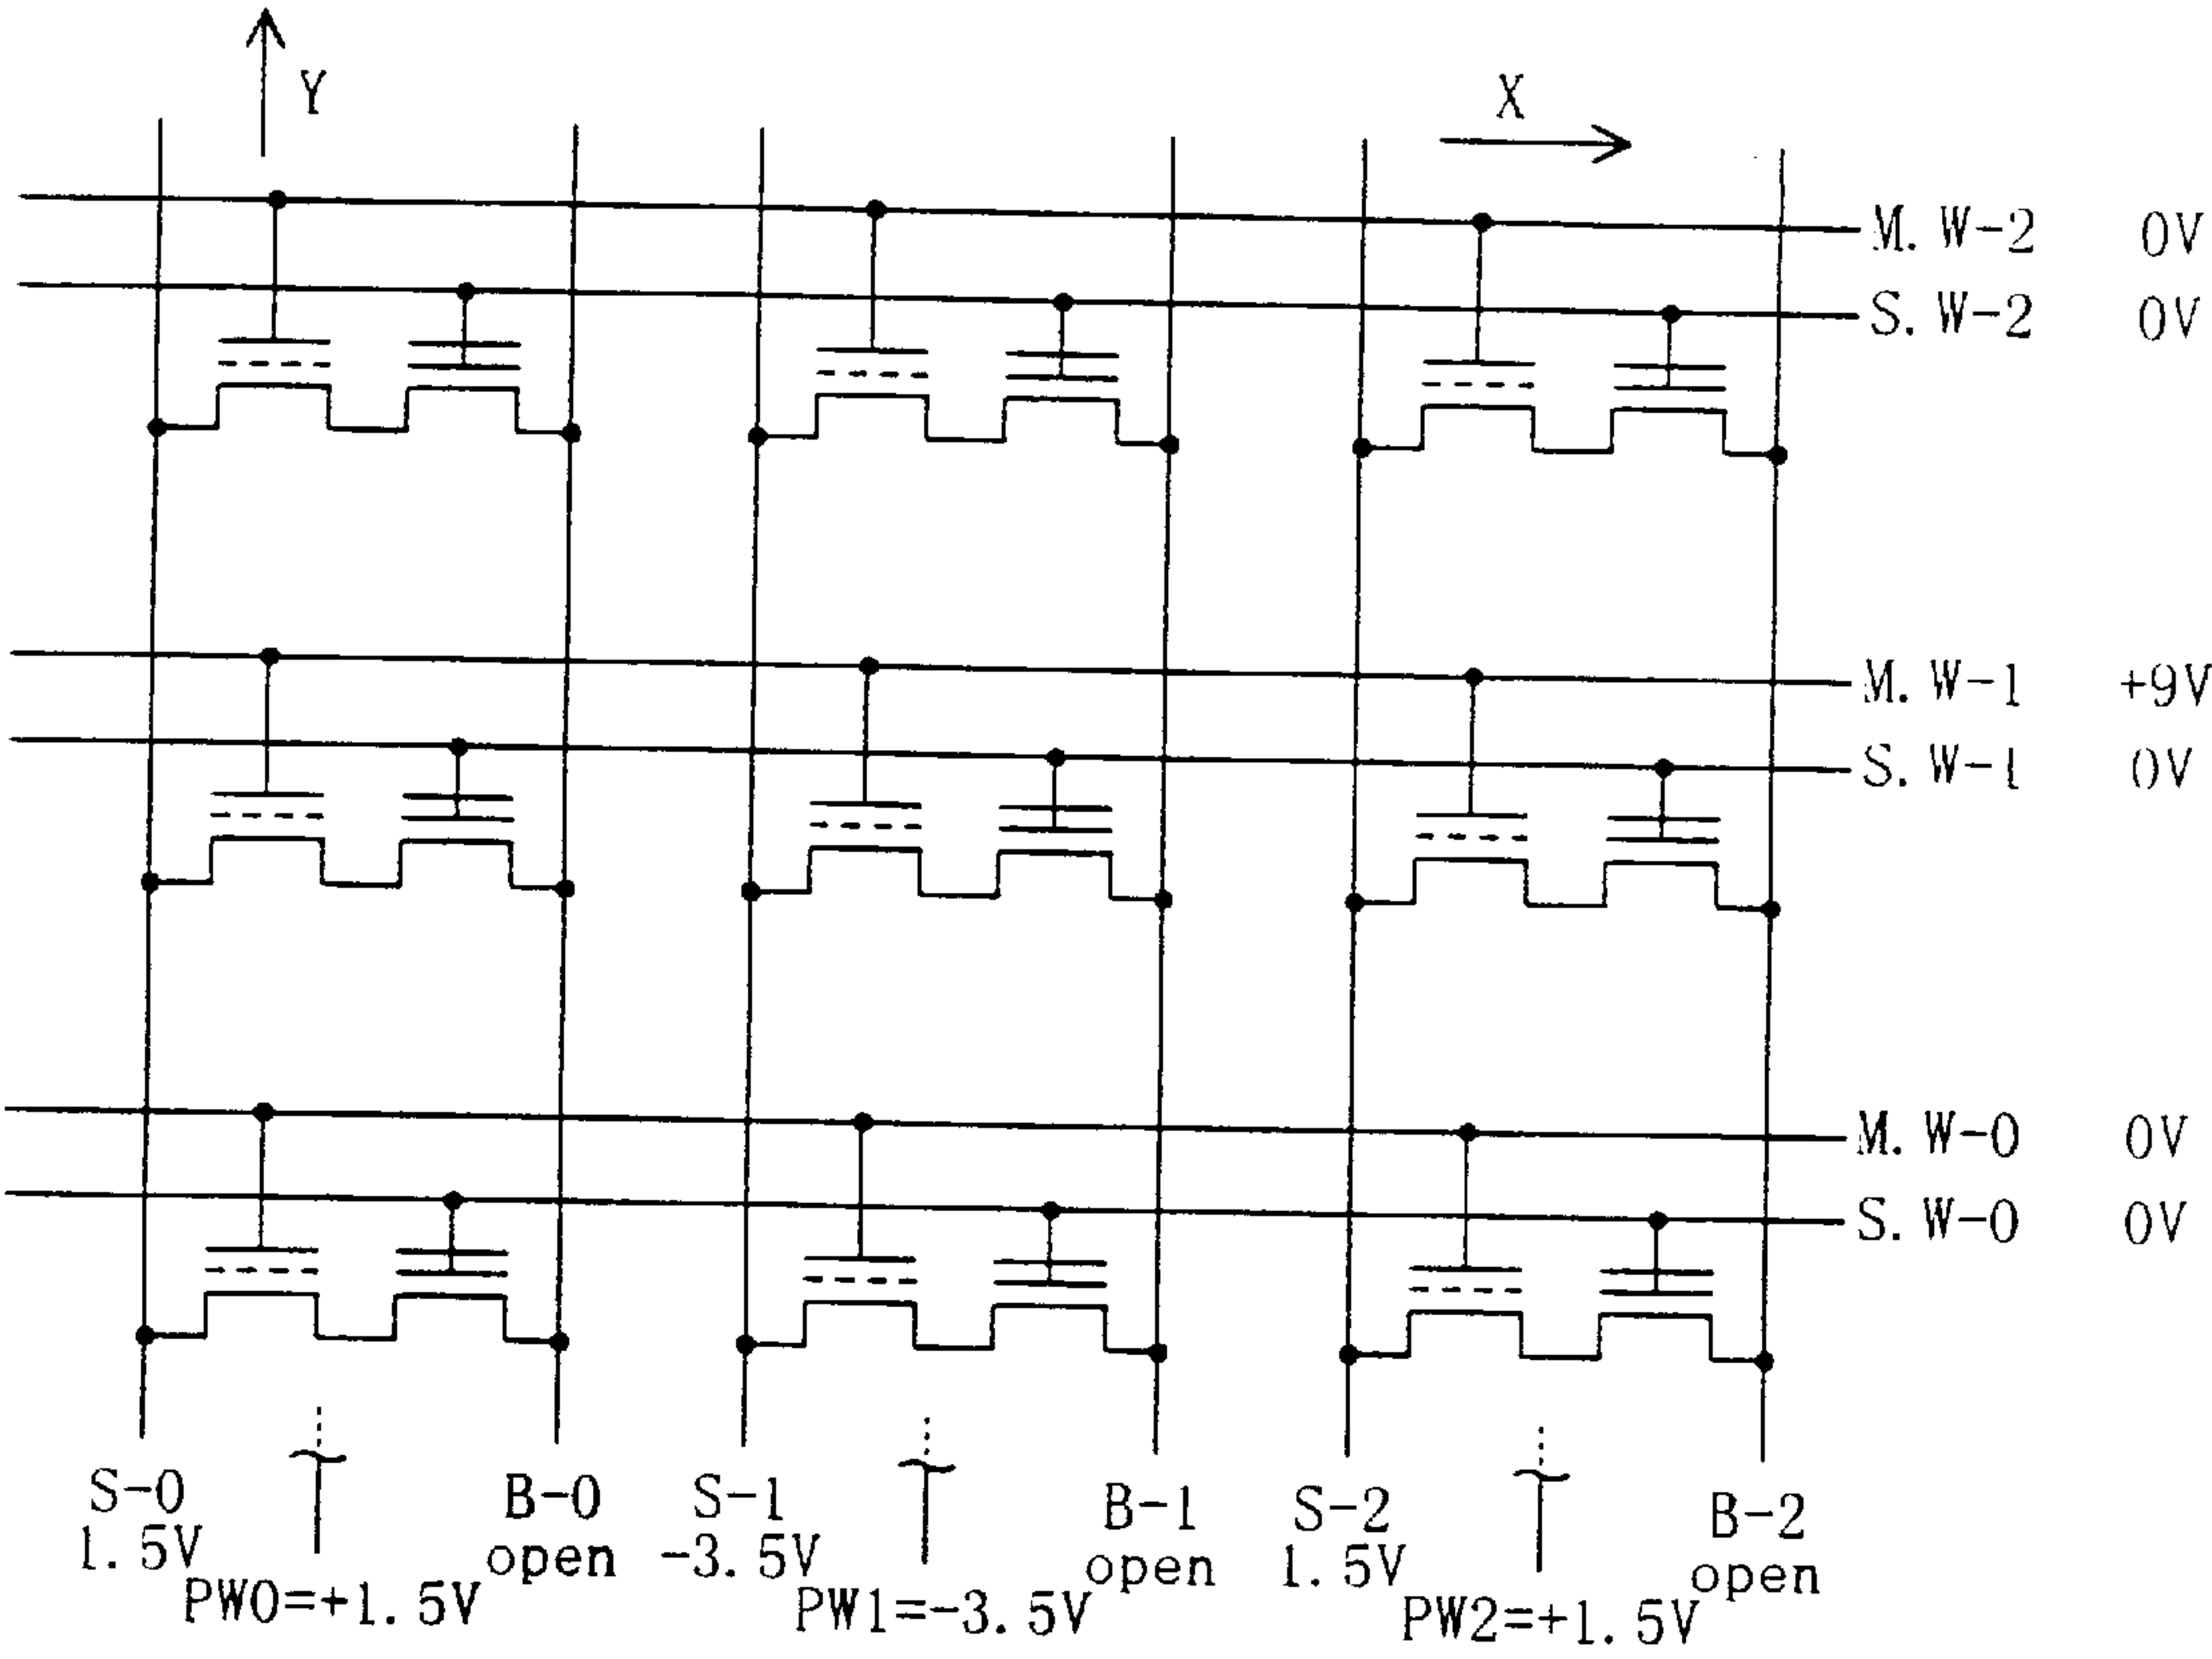 Y
X
M. W-2 0V
S. W-2 0V
M. W-1 +9V
S. W-1 0V
M. W-0 0V
S. W-0 0V
S-0 B-0 S-1 B-1 S-2 B-2
1.5V open -3.5V open 1.5V open
PW0=+1.5V PW1=-3.5V PW2=+1.5V